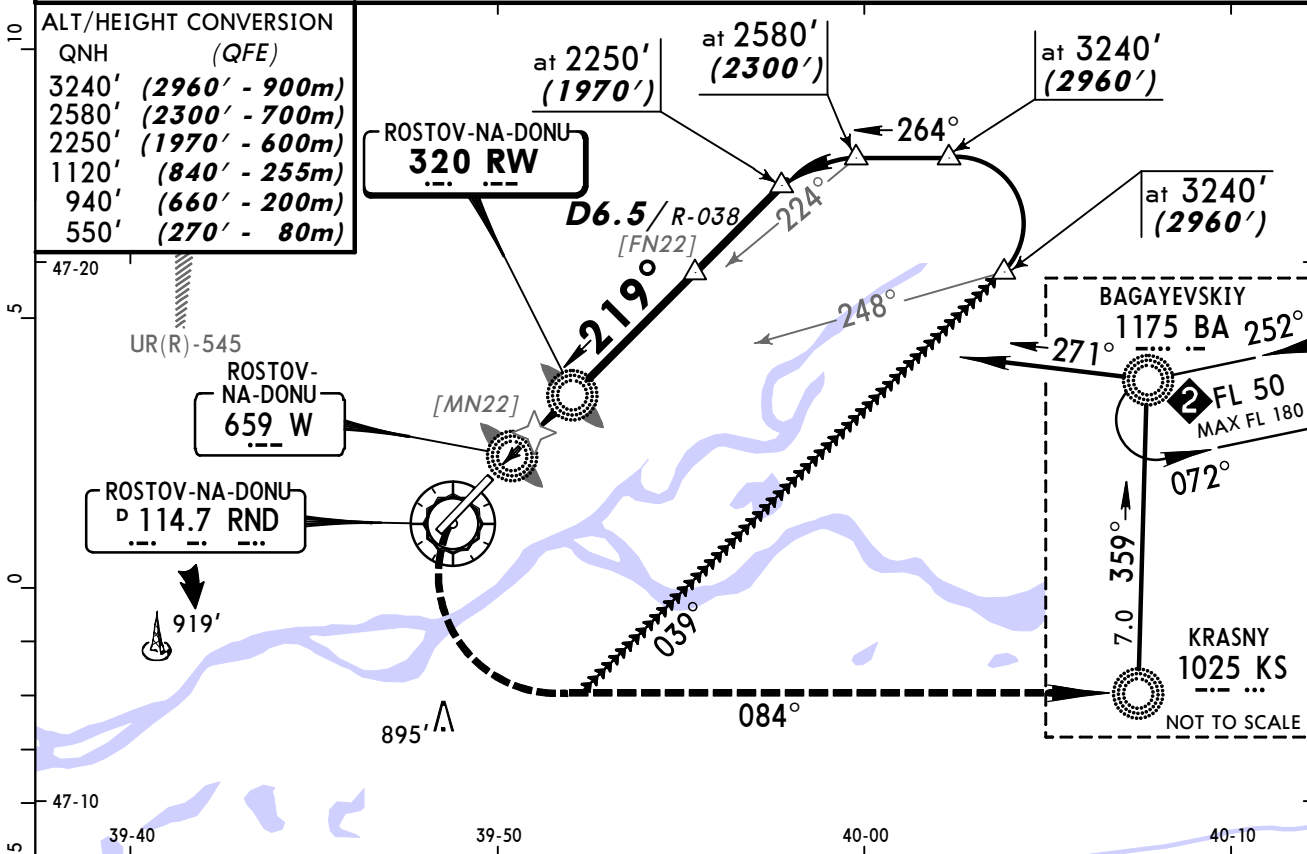 ALT/HEIGHT CONVERSION
QNH (QFE)
3240' (2960' - 900m)
2580' (2300' - 700m)
2250' (1970' - 600m)
1120' (840' - 255m)
940' (660' - 200m)
550' (270' - 80m)
10
5
0
5
47-20
47-10
39-40
39-50
40-00
40-10
UR(R)-545
at 2250'
(1970')
at 2580'
(2300')
at 3240'
(2960')
at 3240'
(2960')
264°
224°
248°
ROSTOV-NA-DONU
320 RW
D6.5/R-038
[FN22]
219°
[MN22]
ROSTOV-
NA-DONU
659 W
ROSTOV-NA-DONU
D 114.7 RND
919'
895'
039°
084°
BAGAYEVSKIY
1175 BA
252°
271°
2 FL 50
MAX FL 180
072°
7.0 359°
KRASNY
1025 KS
NOT TO SCALE